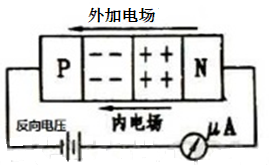 外加电场
P -- ++ N
-- ++
内电场
反向电压
μA